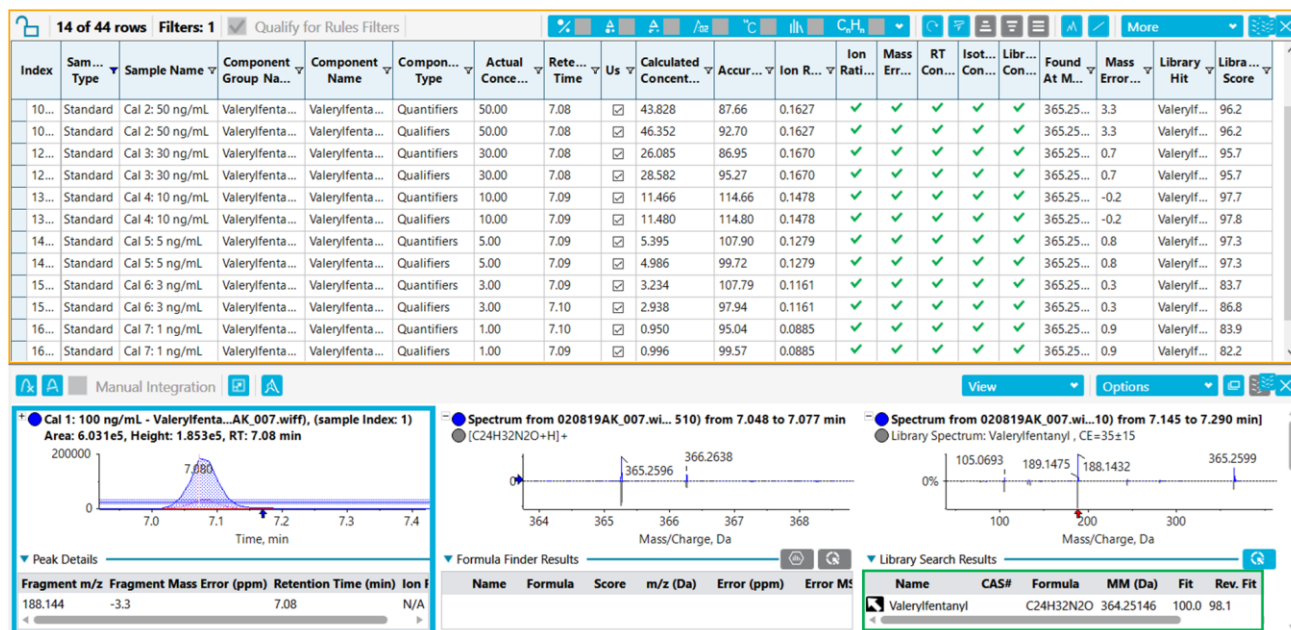 14 of 44 rows Filters: 1 Qualify for Rules Filters More
Index Sam... Type Sample Name Component Group Na... Component Name Compon... Type Actual Conce... Rete... Time Us Calculated Concent... Accur... Ion R... Ion Rati... Mass Err... RT Con... Isot... Con... Libr... Con... Found At M... Mass Error... Library Hit Libra... Score
10... Standard Cal 2: 50 ng/mL Valerylfenta... Valerylfenta... Quantifiers 50.00 7.08 43.828 87.66 0.1627 365.25... 3.3 Valerylf... 96.2
10... Standard Cal 2: 50 ng/mL Valerylfenta... Valerylfenta... Qualifiers 50.00 7.08 46.352 92.70 0.1627 365.25... 3.3 Valerylf... 96.2
12... Standard Cal 3: 30 ng/mL Valerylfenta... Valerylfenta... Quantifiers 30.00 7.08 26.085 86.95 0.1670 365.25... 0.7 Valerylf... 95.7
12... Standard Cal 3: 30 ng/mL Valerylfenta... Valerylfenta... Qualifiers 30.00 7.08 28.582 95.27 0.1670 365.25... 0.7 Valerylf... 95.7
13... Standard Cal 4: 10 ng/mL Valerylfenta... Valerylfenta... Quantifiers 10.00 7.09 11.466 114.66 0.1478 365.25... -0.2 Valerylf... 97.7
13... Standard Cal 4: 10 ng/mL Valerylfenta... Valerylfenta... Qualifiers 10.00 7.09 11.480 114.80 0.1478 365.25... -0.2 Valerylf... 97.8
14... Standard Cal 5: 5 ng/mL Valerylfenta... Valerylfenta... Quantifiers 5.00 7.09 5.395 107.90 0.1279 365.25... 0.8 Valerylf... 97.3
14... Standard Cal 5: 5 ng/mL Valerylfenta... Valerylfenta... Qualifiers 5.00 7.09 4.986 99.72 0.1279 365.25... 0.8 Valerylf... 97.3
15... Standard Cal 6: 3 ng/mL Valerylfenta... Valerylfenta... Quantifiers 3.00 7.09 3.234 107.79 0.1161 365.25... 0.3 Valerylf... 83.7
15... Standard Cal 6: 3 ng/mL Valerylfenta... Valerylfenta... Qualifiers 3.00 7.10 2.938 97.94 0.1161 365.25... 0.3 Valerylf... 86.8
16... Standard Cal 7: 1 ng/mL Valerylfenta... Valerylfenta... Quantifiers 1.00 7.10 0.950 95.04 0.0885 365.25... 0.9 Valerylf... 83.9
16... Standard Cal 7: 1 ng/mL Valerylfenta... Valerylfenta... Qualifiers 1.00 7.09 0.996 99.57 0.0885 365.25... 0.9 Valerylf... 82.2
Manual Integration View Options
Cal 1: 100 ng/mL - Valerylfenta...AK_007.wiff), (sample Index: 1)
Area: 6.031e5, Height: 1.853e5, RT: 7.08 min
200000
7.080
0
7.0 7.1 7.2 7.3 7.4
Time, min
Peak Details
Fragment m/z Fragment Mass Error (ppm) Retention Time (min) Ion
188.144 -3.3 7.08 N/A
Spectrum from 020819AK_007.wi... 510) from 7.048 to 7.077 min
[C24H32N2O+H]+
366.2638
365.2596
0
364 365 366 367 368
Mass/Charge, Da
Formula Finder Results
Name Formula Score m/z (Da) Error (ppm) Error MS
Spectrum from 020819AK_007.wi...10) from 7.145 to 7.290 min]
Library Spectrum: Valerylfentanyl , CE=35±15
105.0693 189.1475 188.1432 365.2599
0%
100 200 300
Mass/Charge, Da
Library Search Results
Name CAS# Formula MM (Da) Fit Rev. Fit
Valerylfentanyl C24H32N2O 364.25146 100.0 98.1